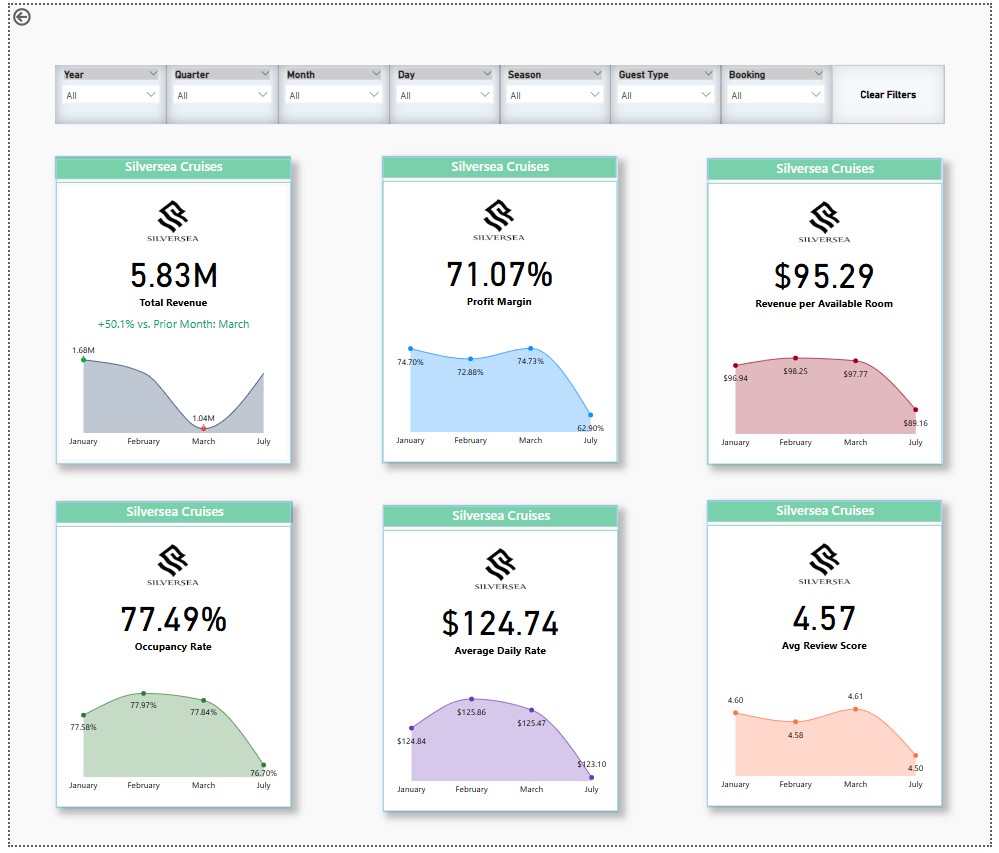 Year Quarter Month Day Season Guest Type Booking
All All All All All All All Clear Filters
Silversea Cruises
SILVERSEA
5.83M
Total Revenue
+50.1% vs. Prior Month: March
1.68M
1.04M
January February March July
Silversea Cruises
SILVERSEA
71.07%
Profit Margin
74.70%
72.88%
74.73%
62.90%
January February March July
Silversea Cruises
SILVERSEA
$95.29
Revenue per Available Room
$96.94
$98.25
$97.77
$89.16
January February March July
Silversea Cruises
SILVERSEA
77.49%
Occupancy Rate
77.58%
77.97%
77.84%
76.70%
January February March July
Silversea Cruises
SILVERSEA
$124.74
Average Daily Rate
$124.84
$125.86
$125.47
$123.10
January February March July
Silversea Cruises
SILVERSEA
4.57
Avg Review Score
4.60
4.58
4.61
4.50
January February March July